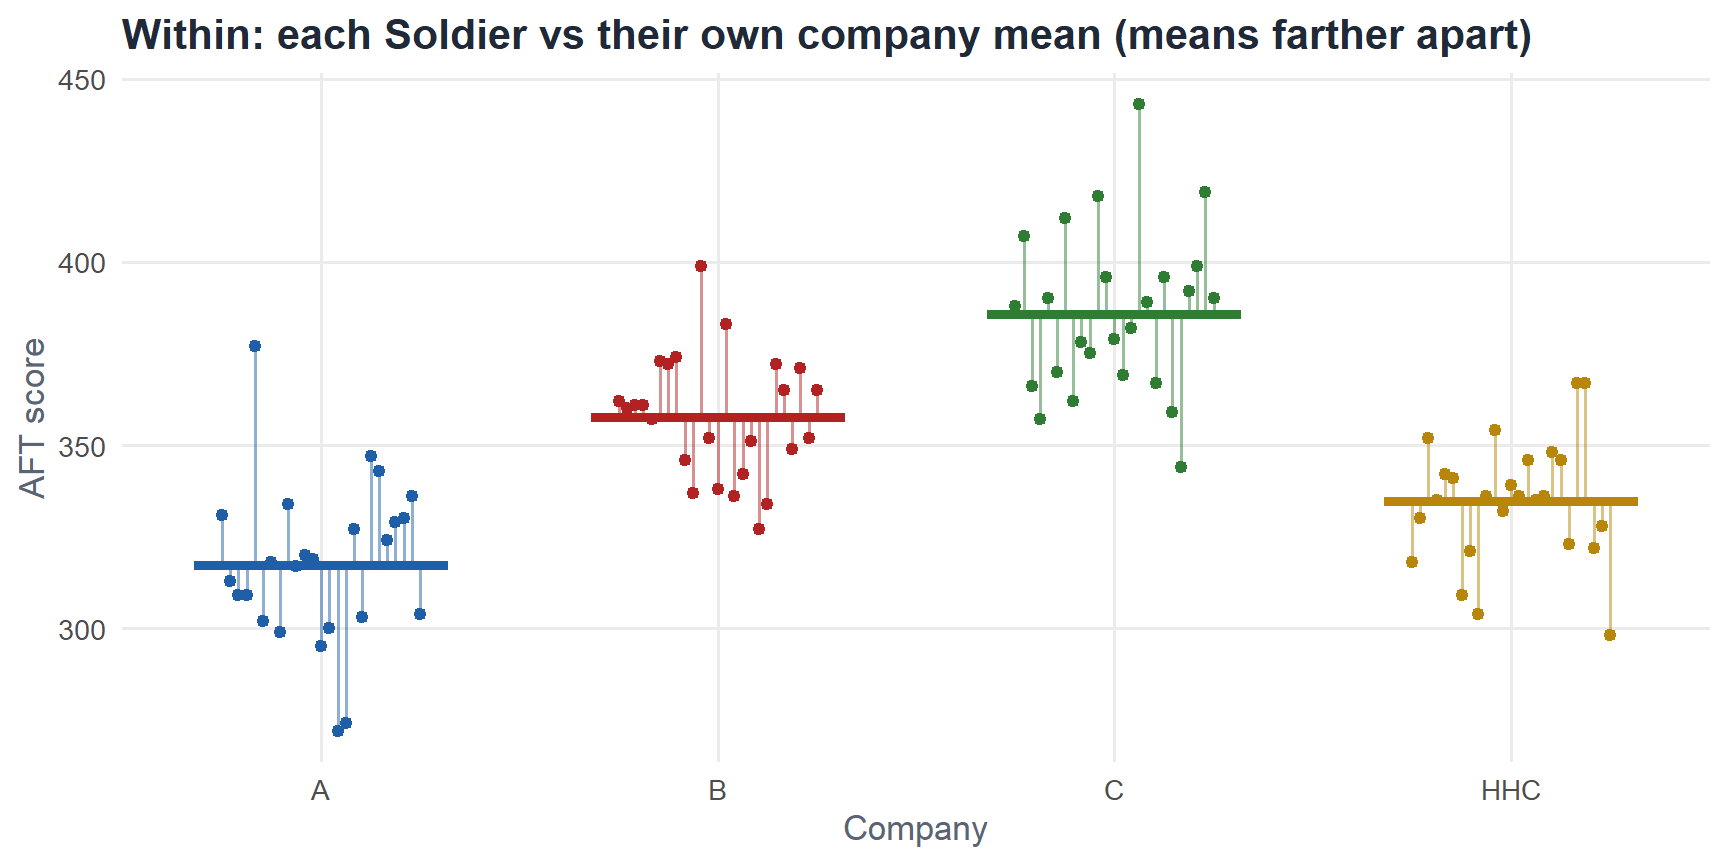 Within: each Soldier vs their own company mean (means farther apart)
450
400
350
300
AFT score
A
B
C
HHC
Company